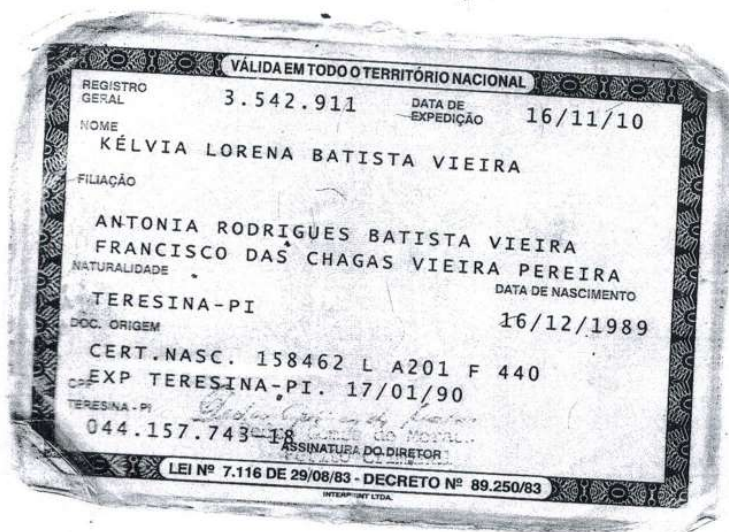 VÁLIDA EM TODO O TERRITÓRIO NACIONAL
REGISTRO GERAL 3.542.911 DATA DE EXPEDIÇÃO 16/11/10
NOME
KÉLVIA LORENA BATISTA VIEIRA
FILIAÇÃO
ANTONIA RODRIGUES BATISTA VIEIRA
FRANCISCO DAS CHAGAS VIEIRA PEREIRA
NATURALIDADE DATA DE NASCIMENTO
TERESINA-PI 16/12/1989
DOC. ORIGEM
CERT.NASC. 158462 L A201 F 440
EXP TERESINA-PI. 17/01/90
CPF
TERESINA - PI
044.157.743-18
ASSINATURA DO DIRETOR
LEI Nº 7.116 DE 29/08/83 - DECRETO Nº 89.250/83
INTERPRINT LTDA.